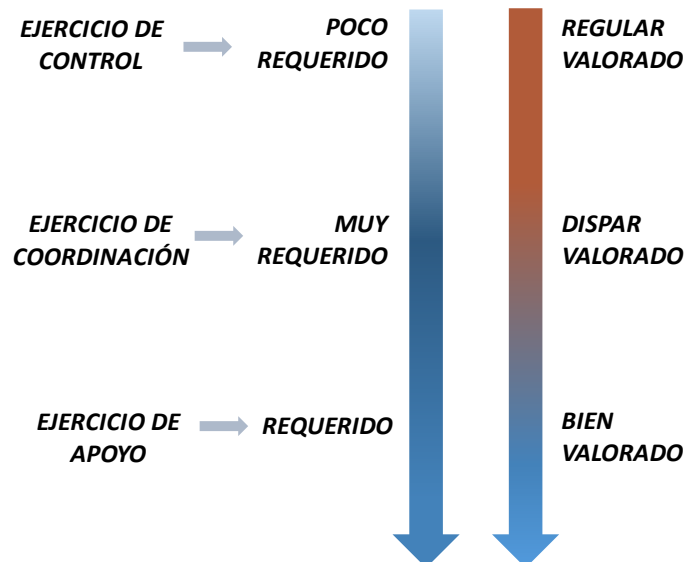 EJERCICIO DE
CONTROL
POCO
REQUERIDO
REGULAR
VALORADO
EJERCICIO DE
COORDINACIÓN
MUY
REQUERIDO
DISPAR
VALORADO
EJERCICIO DE
APOYO
REQUERIDO
BIEN
VALORADO